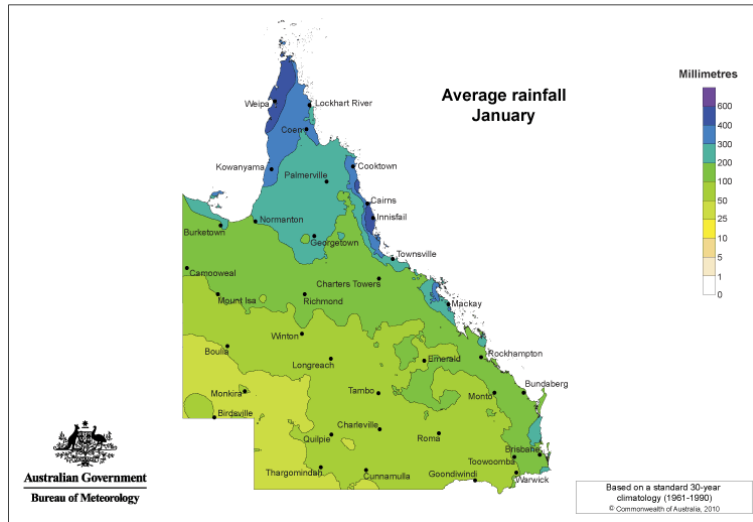 Average rainfall
January
Millimetres
600
400
300
200
100
50
25
10
5
1
0
Weipa
Lockhart River
Coen
Kowanyama
Cooktown
Palmerville
Cairns
Innisfail
Normanton
Burketown
Georgetown
Townsville
Camooweal
Charters Towers
Mount Isa
Richmond
Mackay
Winton
Boulia
Longreach
Emerald
Rockhampton
Monkira
Tambo
Monto
Bundaberg
Birdsville
Charleville
Quilpie
Roma
Brisbane
Toowoomba
Thargomindah
Cunnamulla
Goondiwindi
Warwick
Australian Government
Bureau of Meteorology
Based on a standard 30-year
climatology (1961-1990)
© Commonwealth of Australia, 2010